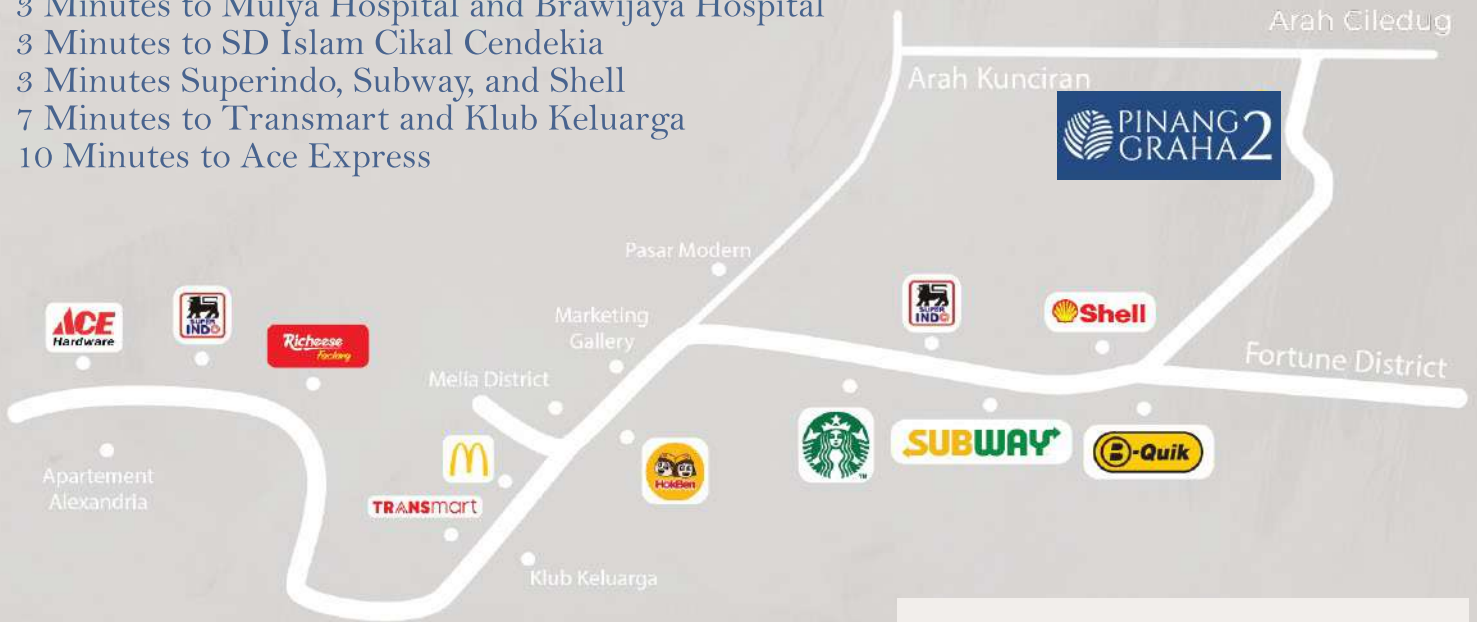 3 Minutes to Mulya Hospital and Brawijaya Hospital
3 Minutes to SD Islam Cikal Cendekia
3 Minutes Superindo, Subway, and Shell
7 Minutes to Transmart and Klub Keluarga
10 Minutes to Ace Express
Arah Ciledug
Arah Kunciran
PINANG
GRAHA 2
Pasar Modern
ACE
Hardware
SUPER
INDO
Richeese
Factory
Marketing
Gallery
SUPER
INDO
Shell
Fortune District
Melia District
Apartement
Alexandria
TRANSmart
HokBen
SUBWAY
B-Quik
Klub Keluarga